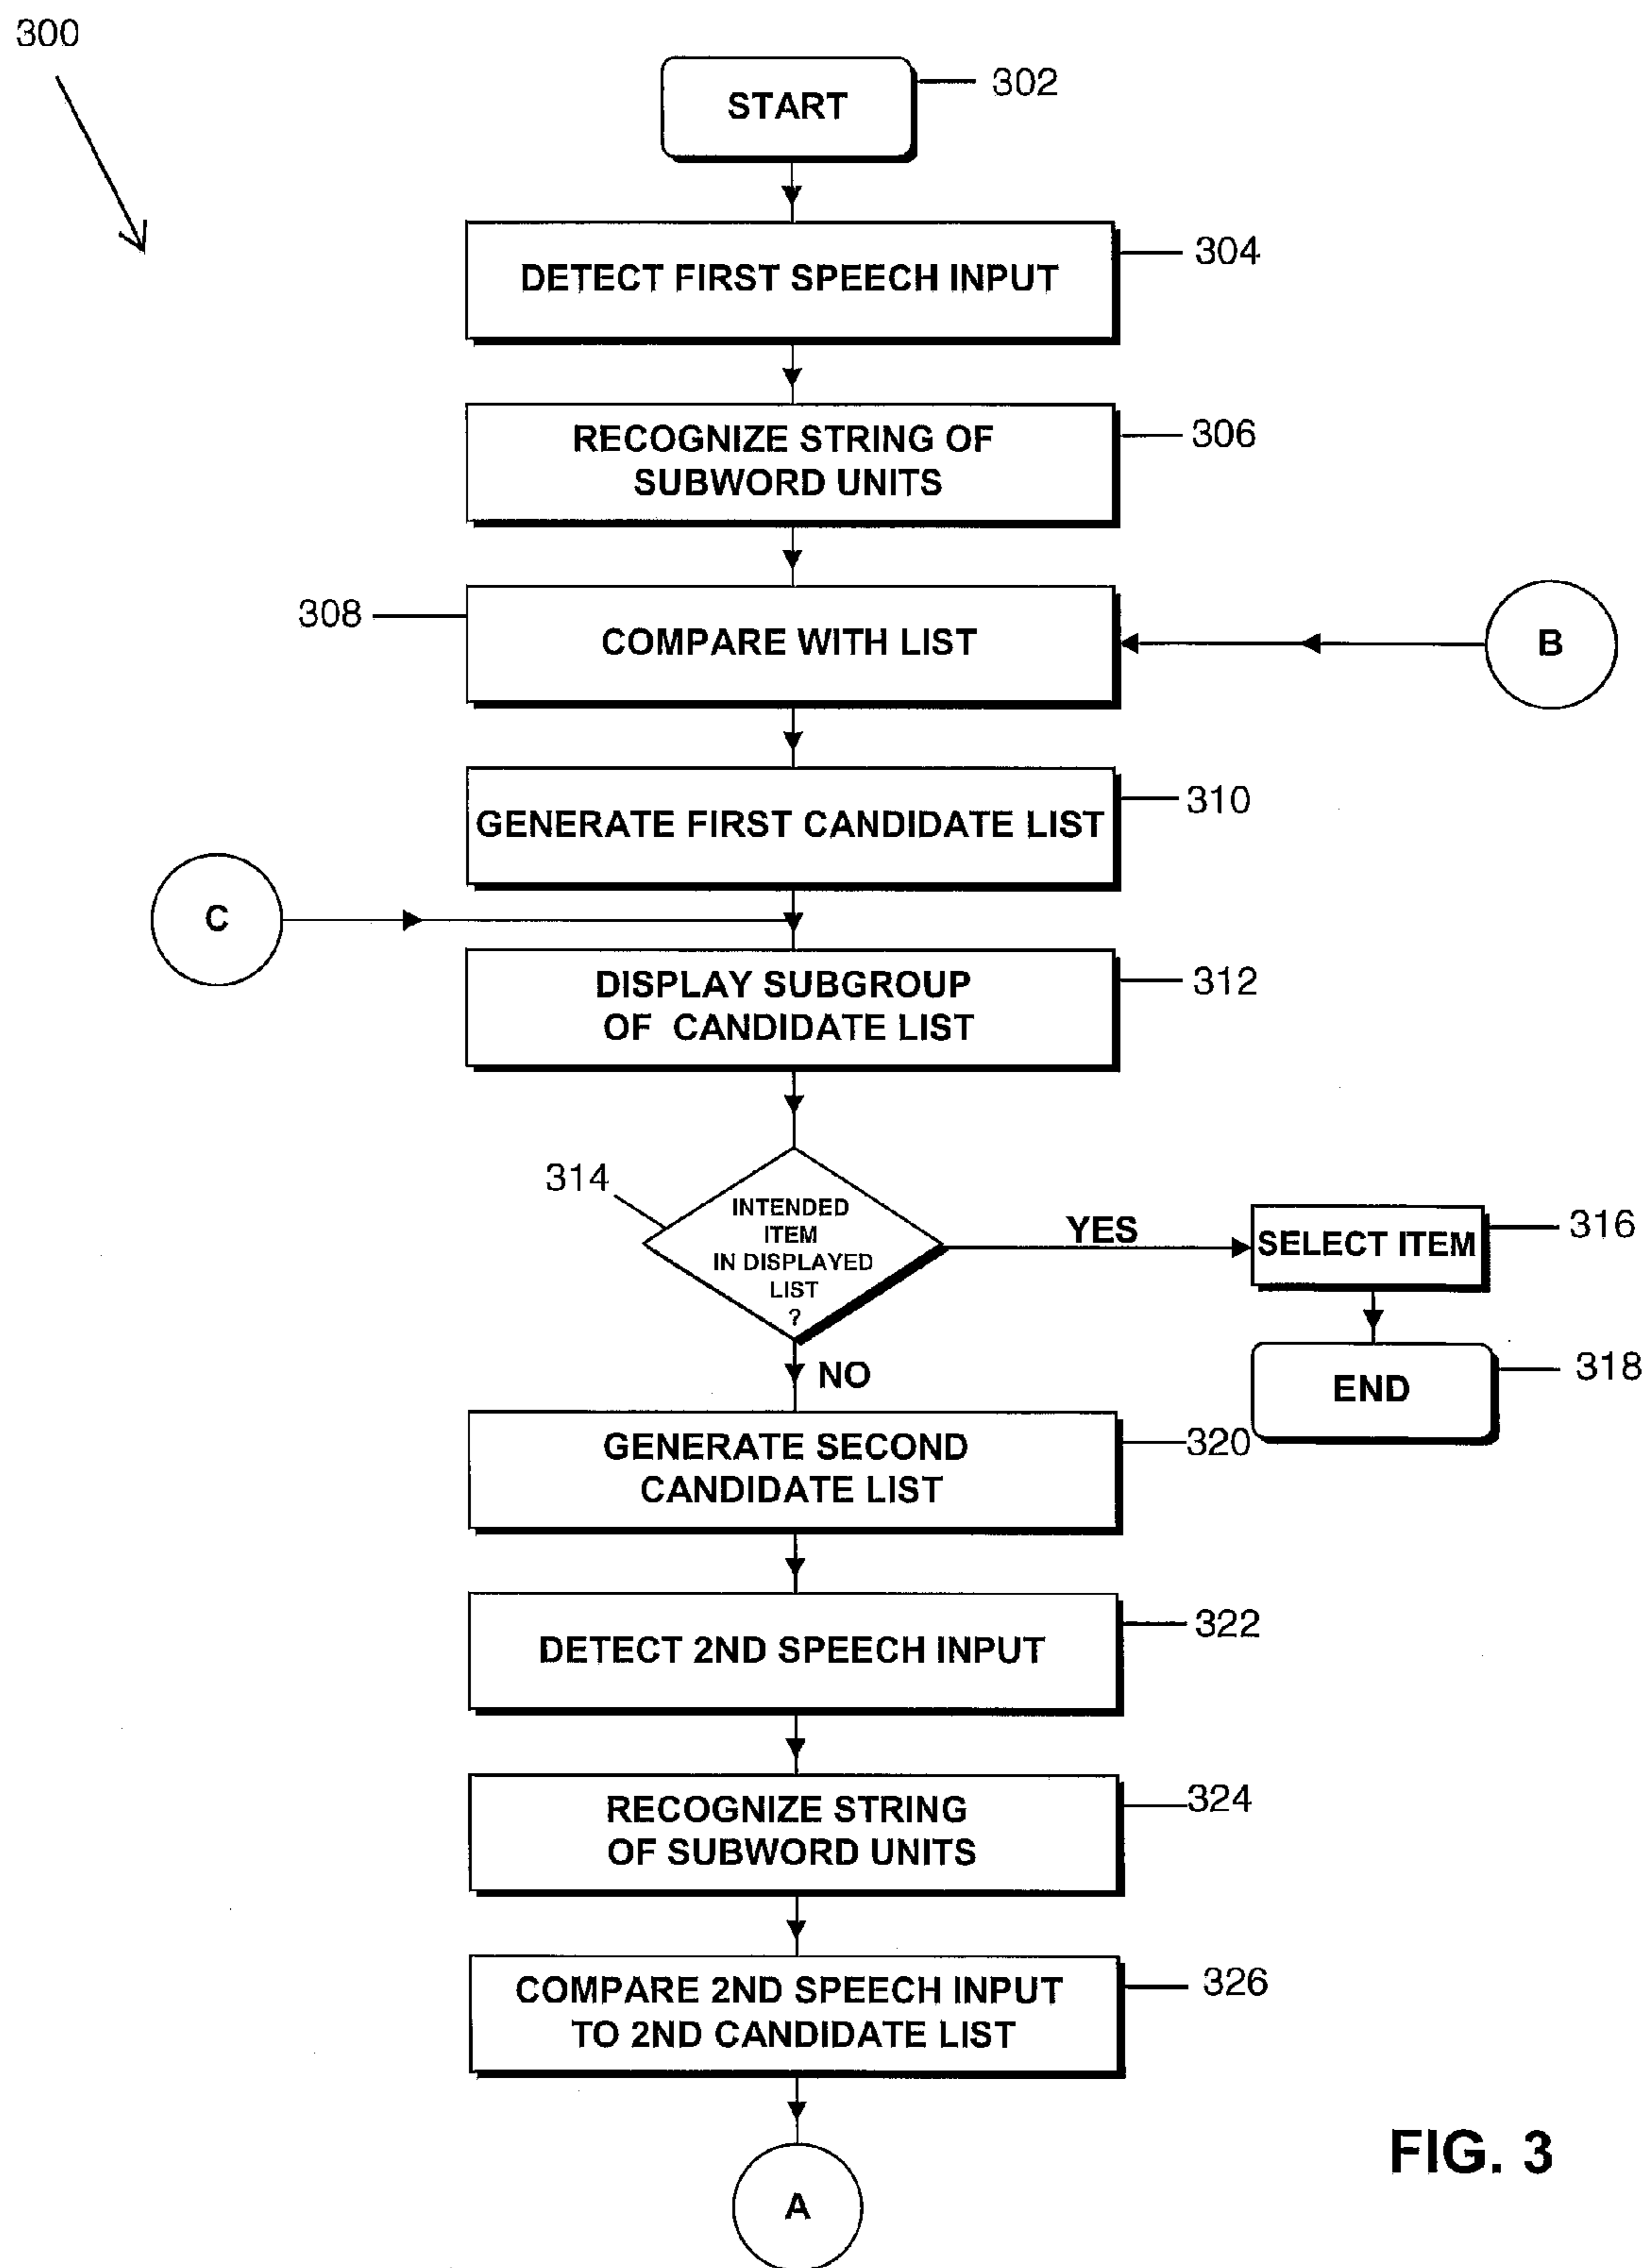 300
START
302
DETECT FIRST SPEECH INPUT
304
RECOGNIZE STRING OF
SUBWORD UNITS
306
308
COMPARE WITH LIST
B
GENERATE FIRST CANDIDATE LIST
310
C
DISPLAY SUBGROUP
OF CANDIDATE LIST
312
314
INTENDED
ITEM
IN DISPLAYED
LIST
?
YES
SELECT ITEM
316
NO
END
318
GENERATE SECOND
CANDIDATE LIST
320
DETECT 2ND SPEECH INPUT
322
RECOGNIZE STRING
OF SUBWORD UNITS
324
COMPARE 2ND SPEECH INPUT
TO 2ND CANDIDATE LIST
326
A
FIG. 3